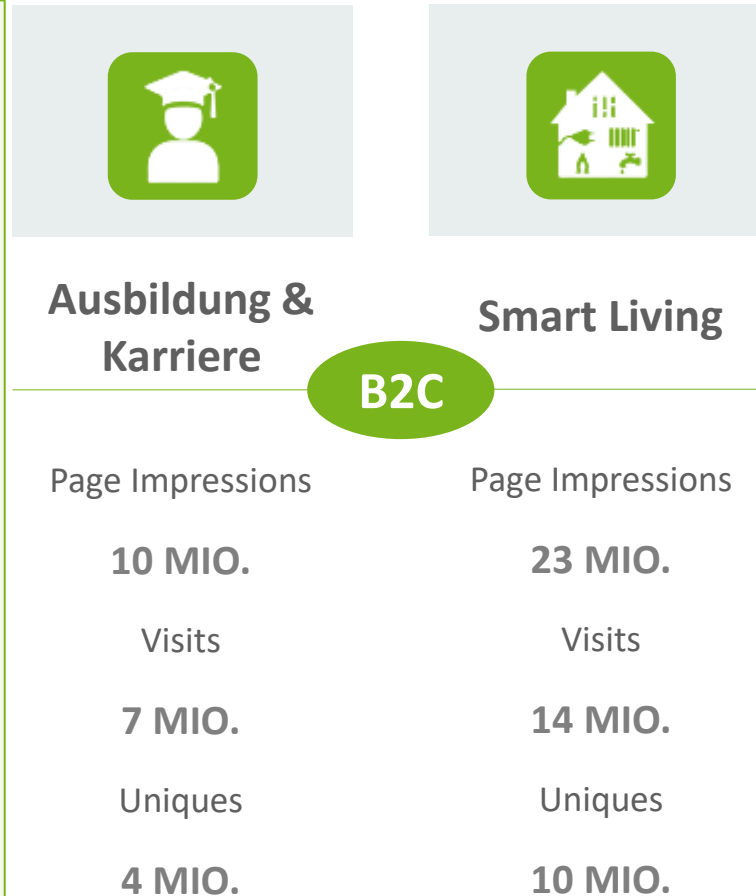 Ausbildung &
Karriere
Smart Living
B2C
Page Impressions
10 MIO.
Visits
7 MIO.
Uniques
4 MIO.
Page Impressions
23 MIO.
Visits
14 MIO.
Uniques
10 MIO.